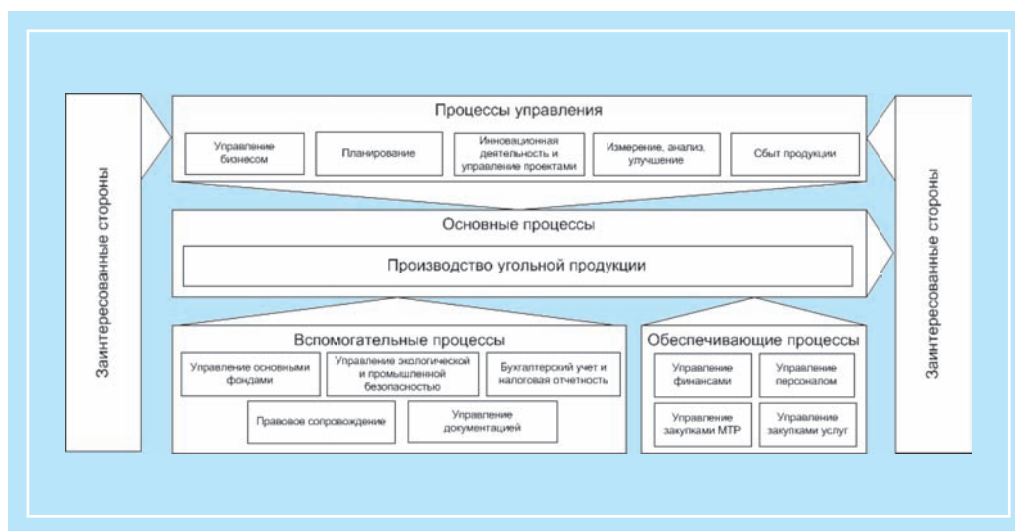 Заинтересованные стороны
Процессы управления
Управление
бизнесом
Планирование
Инновационная
деятельность и
управление проектами
Измерение, анализ,
улучшение
Сбыт продукции
Основные процессы
Производство угольной продукции
Вспомогательные процессы
Управление основными
фондами
Управление экологической
и промышленной
безопасностью
Бухгалтерский учет и
налоговая отчетность
Правовое сопровождение
Управление
документацией
Обеспечивающие процессы
Управление
финансами
Управление
персоналом
Управление
закупками МТР
Управление
закупками услуг
Заинтересованные стороны